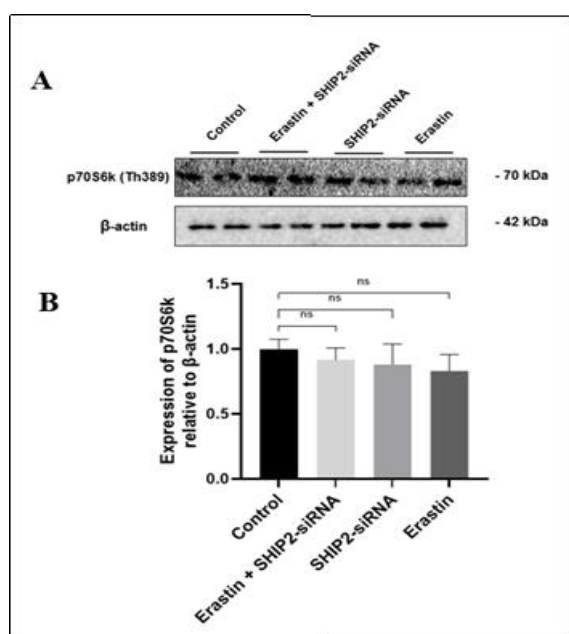 A
Control
Erastin + SHIP2-siRNA
SHIP2-siRNA
Erastin
p70S6k (Th389)
- 70 kDa
β-actin
- 42 kDa
B
ns
ns
ns
Expression of p70S6k
relative to β-actin
1.5
1.0
0.5
0.0
Control
Erastin + SHIP2-siRNA
SHIP2-siRNA
Erastin